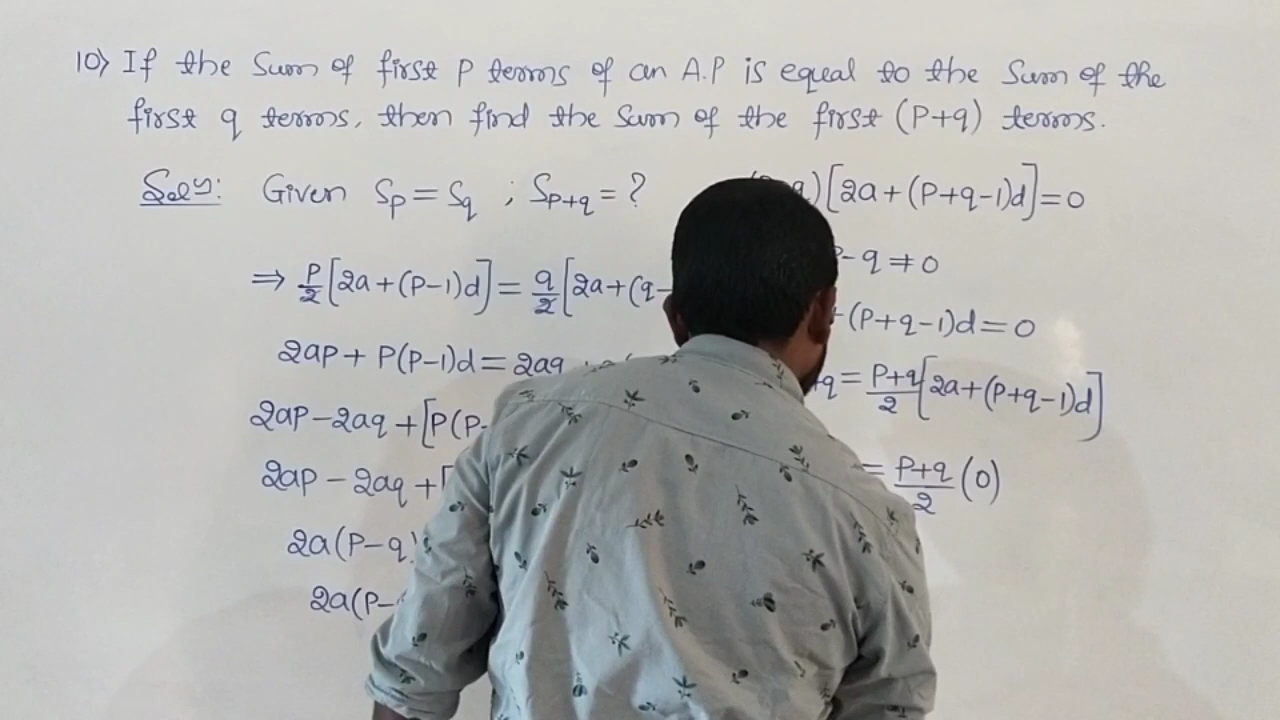 10) If the Sum of first P terms of an A.P is equal to the Sum of the
first q terms, then find the Sum of the first (P+q) terms.
Solⁿ: Given Sp = Sq ; Sp+q = ?
⇒ P/2 [2a+(P-1)d] = q/2 [2a+(q-
2aP + P(P-1)d = 2aq
2aP - 2aq + [P(P-
2aP - 2aq + [
2a(P-q)
2a(P-
q)[2a+(P+q-1)d] = 0
P-q ≠ 0
+(P+q-1)d = 0
+q = P+q/2 [2a+(P+q-1)d]
= P+q/2 (0)